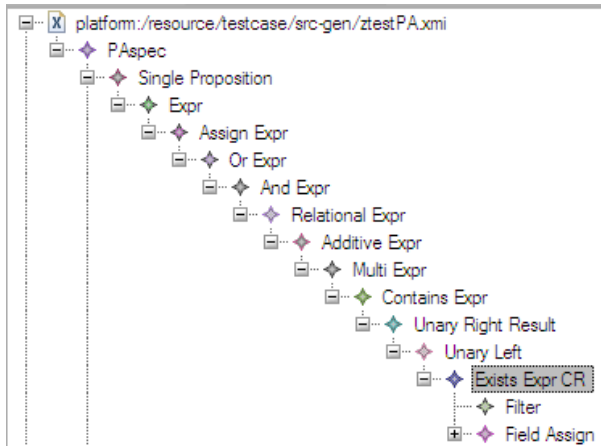 platform:/resource/testcase/src-gen/ztestPA.xmi
PAspec
Single Proposition
Expr
Assign Expr
Or Expr
And Expr
Relational Expr
Additive Expr
Multi Expr
Contains Expr
Unary Right Result
Unary Left
Exists Expr CR
Filter
Field Assign